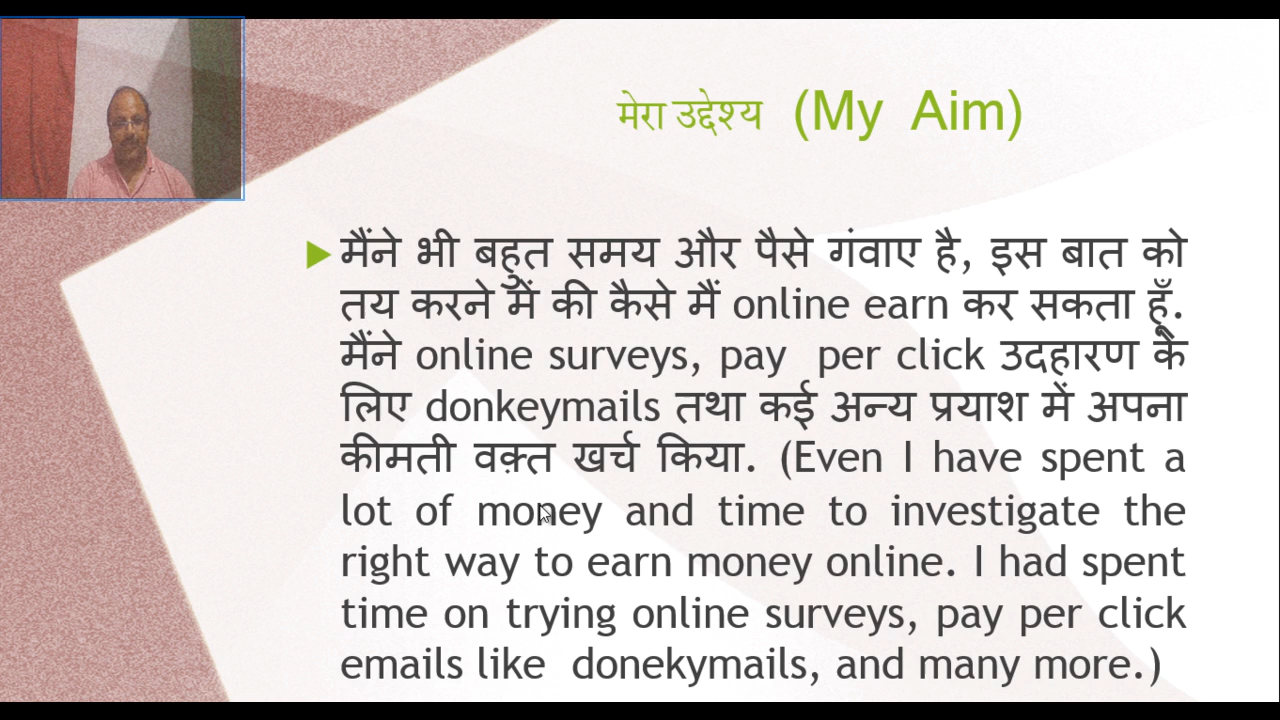 मेरा उद्देश्य (My Aim)
मैंने भी बहुत समय और पैसे गंवाए है, इस बात को
तय करने में की कैसे मैं online earn कर सकता हूँ.
मैंने online surveys, pay per click उदहारण के
लिए donkeymails तथा कई अन्य प्रयाश में अपना
कीमती वक़्त खर्च किया. (Even I have spent a
lot of money and time to investigate the
right way to earn money online. I had spent
time on trying online surveys, pay per click
emails like donekymails, and many more.)